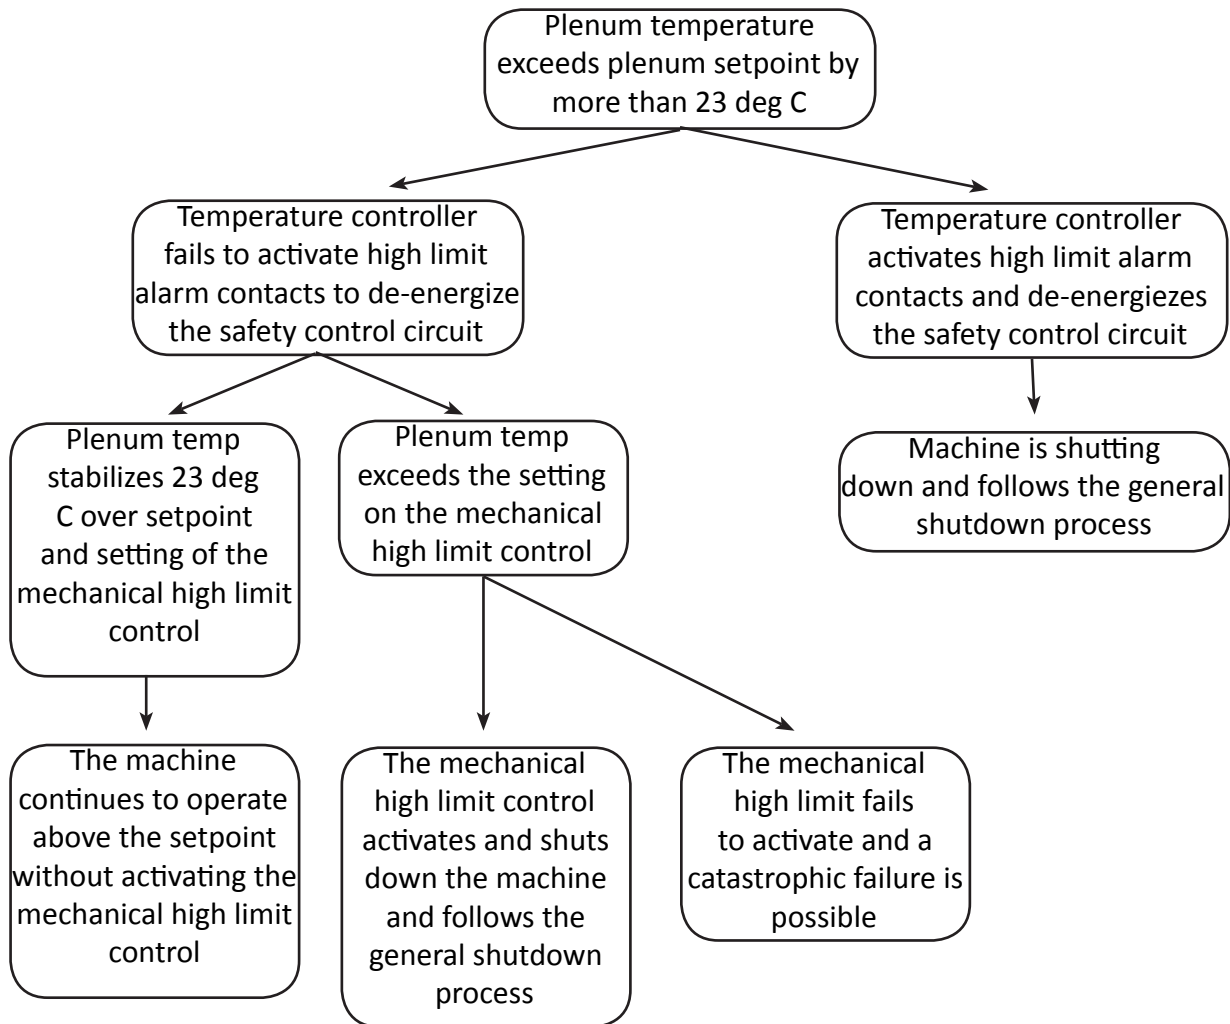 Plenum temperature
exceeds plenum setpoint by
more than 23 deg C
Temperature controller
fails to activate high limit
alarm contacts to de-energize
the safety control circuit
Temperature controller
activates high limit alarm
contacts and de-energiezes
the safety control circuit
Plenum temp
stabilizes 23 deg
C over setpoint
and setting of the
mechanical high limit
control
Plenum temp
exceeds the setting
on the mechanical
high limit control
Machine is shutting
down and follows the general
shutdown process
The machine
continues to operate
above the setpoint
without activating the
mechanical high limit
control
The mechanical
high limit control
activates and shuts
down the machine
and follows the
general shutdown
process
The mechanical
high limit fails
to activate and a
catastrophic failure is
possible